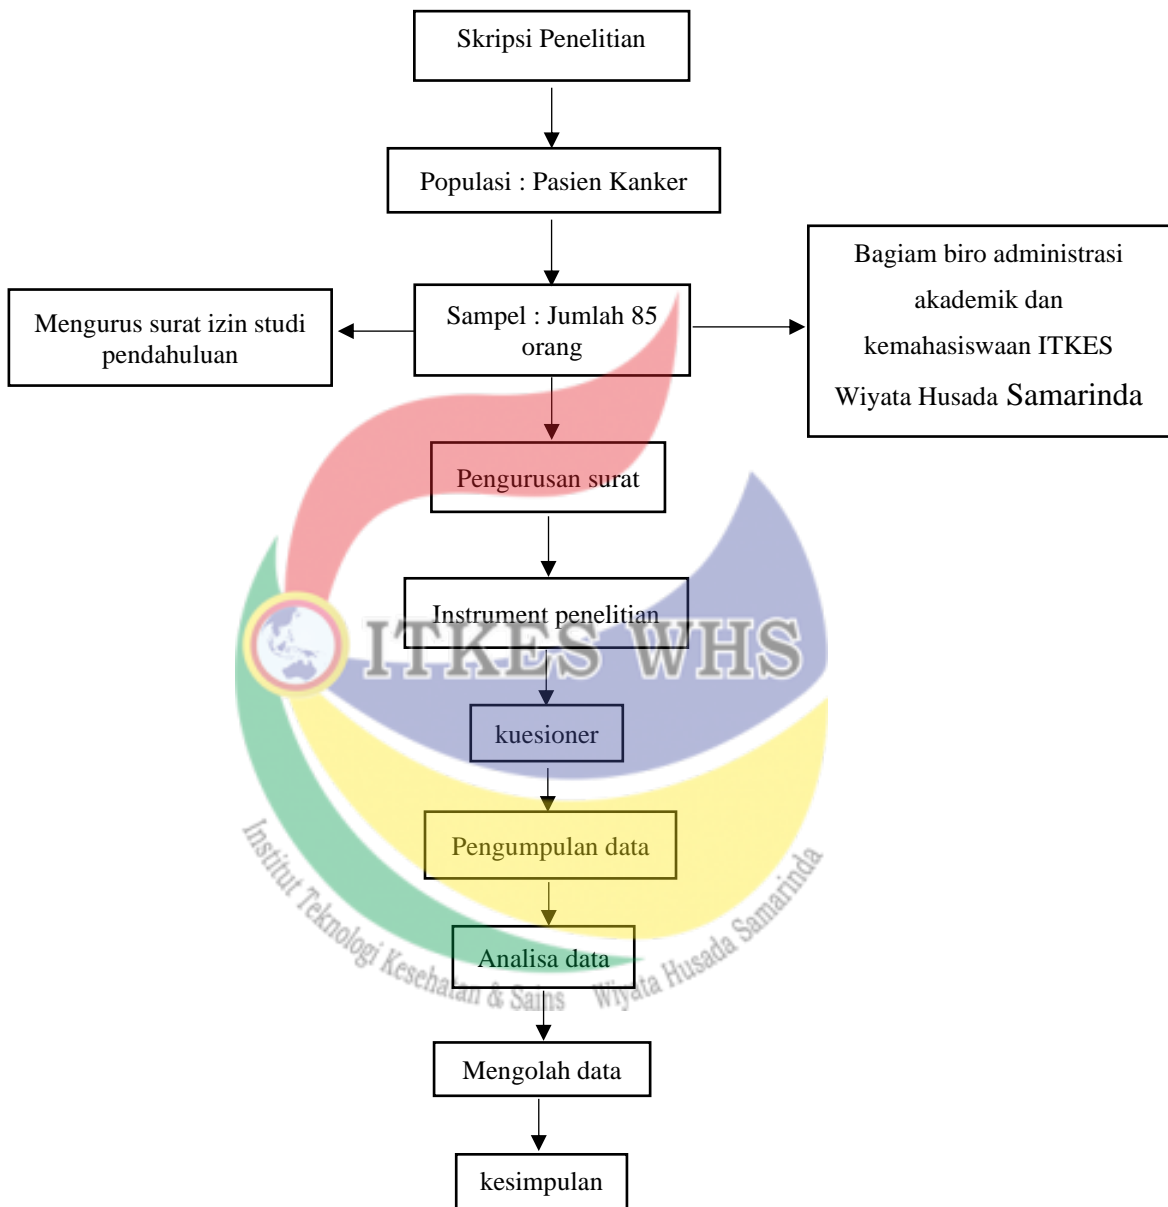 Skripsi Penelitian
Populasi : Pasien Kanker
Mengurus surat izin studi
pendahuluan
Sampel : Jumlah 85
orang
Bagiam biro administrasi
akademik dan
kemahasiswaan ITKES
Wiyata Husada Samarinda
Pengurusan surat
Instrument penelitian
ITKES WHS
kuesioner
Pengumpulan data
Analisa data
Institut Teknologi Kesehatan & Sains Wiyata Husada Samarinda
Mengolah data
kesimpulan